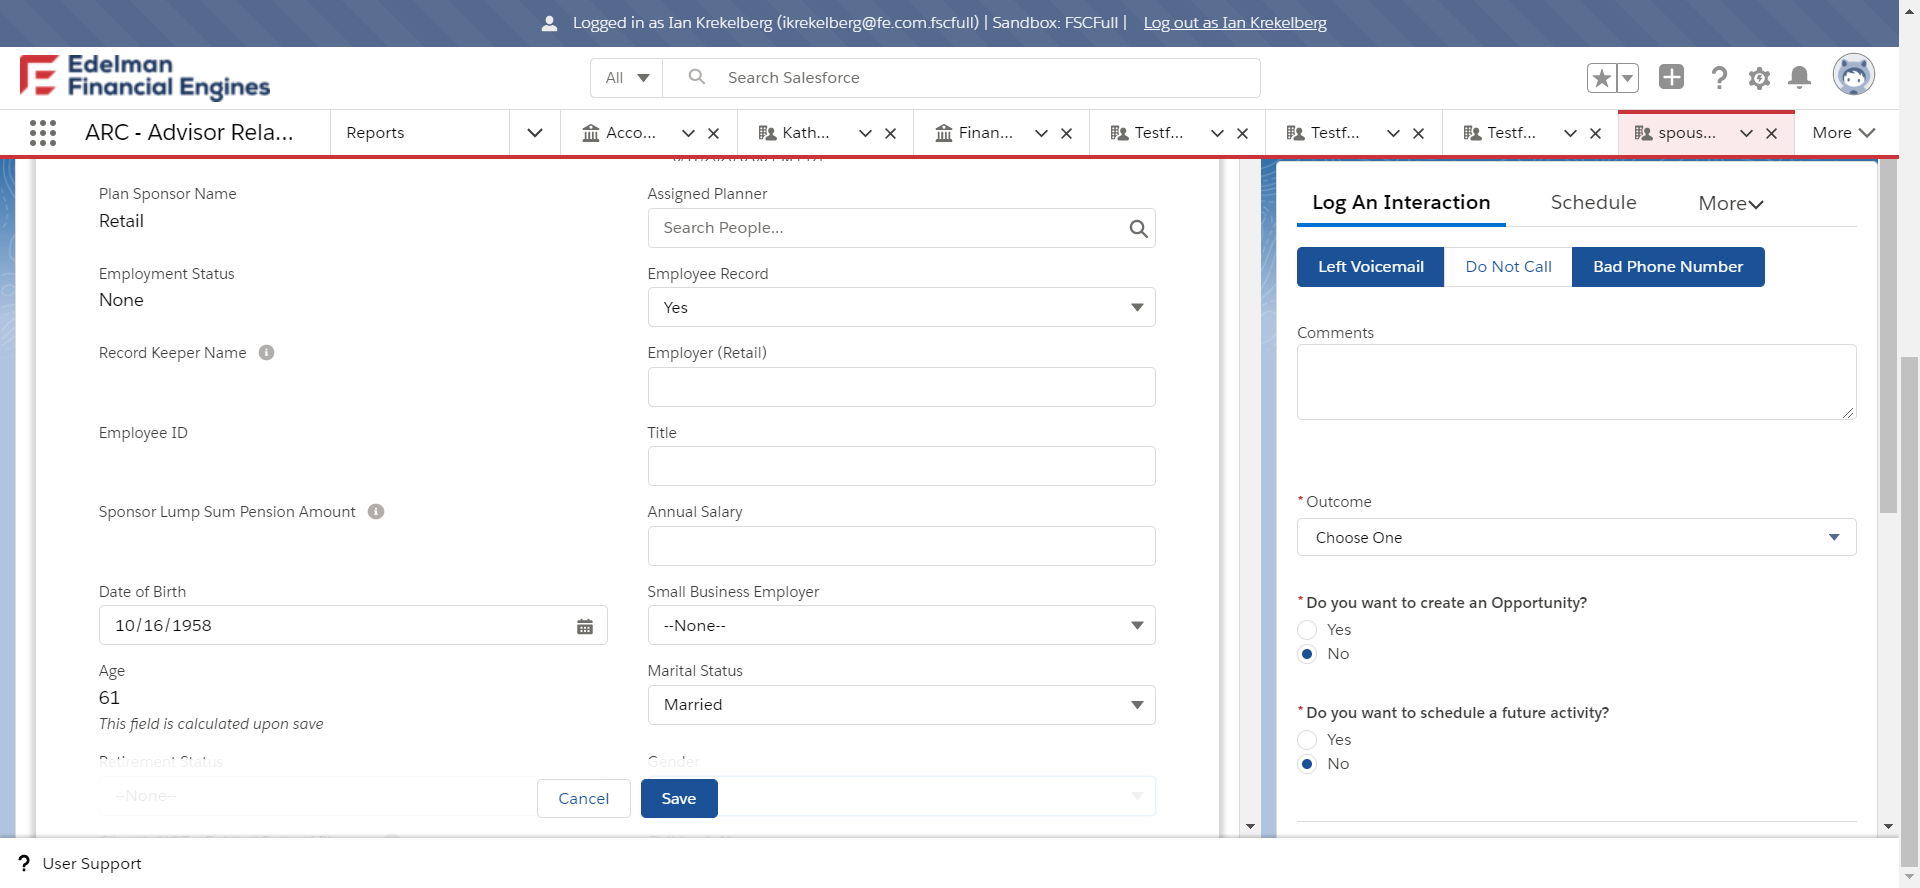 Logged in as Ian Krekelberg (ikrekelberg@fe.com.fscfull) | Sandbox: FSCFull | Log out as Ian Krekelberg
Edelman
Financial Engines
All
Search Salesforce
ARC - Advisor Rela...
Reports
Acco...
Kath...
Finan...
Testf...
Testf...
Testf...
spous...
More
Plan Sponsor Name
Retail
Assigned Planner
Search People...
Employment Status
None
Employee Record
Yes
Record Keeper Name
Employer (Retail)
Employee ID
Title
Sponsor Lump Sum Pension Amount
Annual Salary
Date of Birth
10/16/1958
Small Business Employer
--None--
Age
61
This field is calculated upon save
Marital Status
Married
Retirement Status
--None--
Gender
Cancel
Save
Log An Interaction
Schedule
More
Left Voicemail
Do Not Call
Bad Phone Number
Comments
*Outcome
Choose One
*Do you want to create an Opportunity?
Yes
No
*Do you want to schedule a future activity?
Yes
No
? User Support